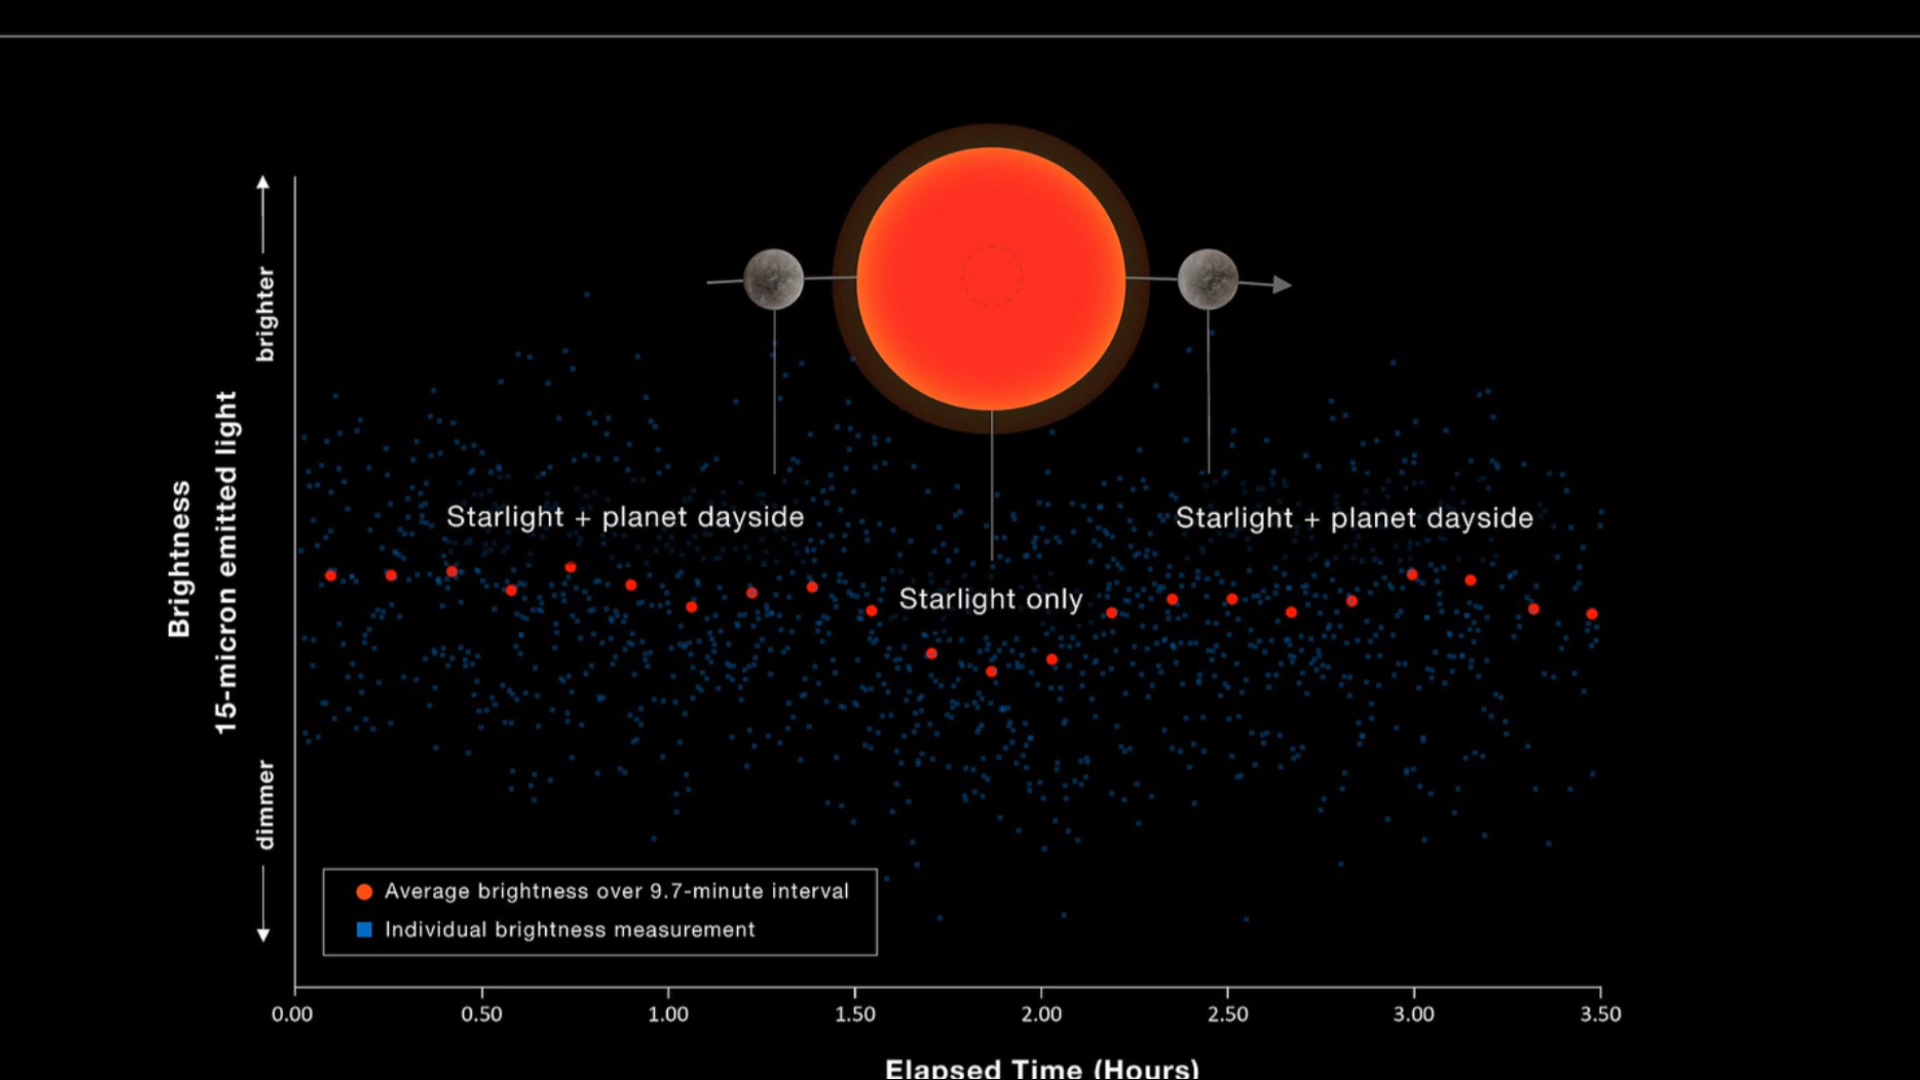 brighter
Brightness
15-micron emitted light
dimmer
Starlight + planet dayside
Starlight + planet dayside
Starlight only
Average brightness over 9.7-minute interval
Individual brightness measurement
0.00 0.50 1.00 1.50 2.00 2.50 3.00 3.50
Elapsed Time (Hours)